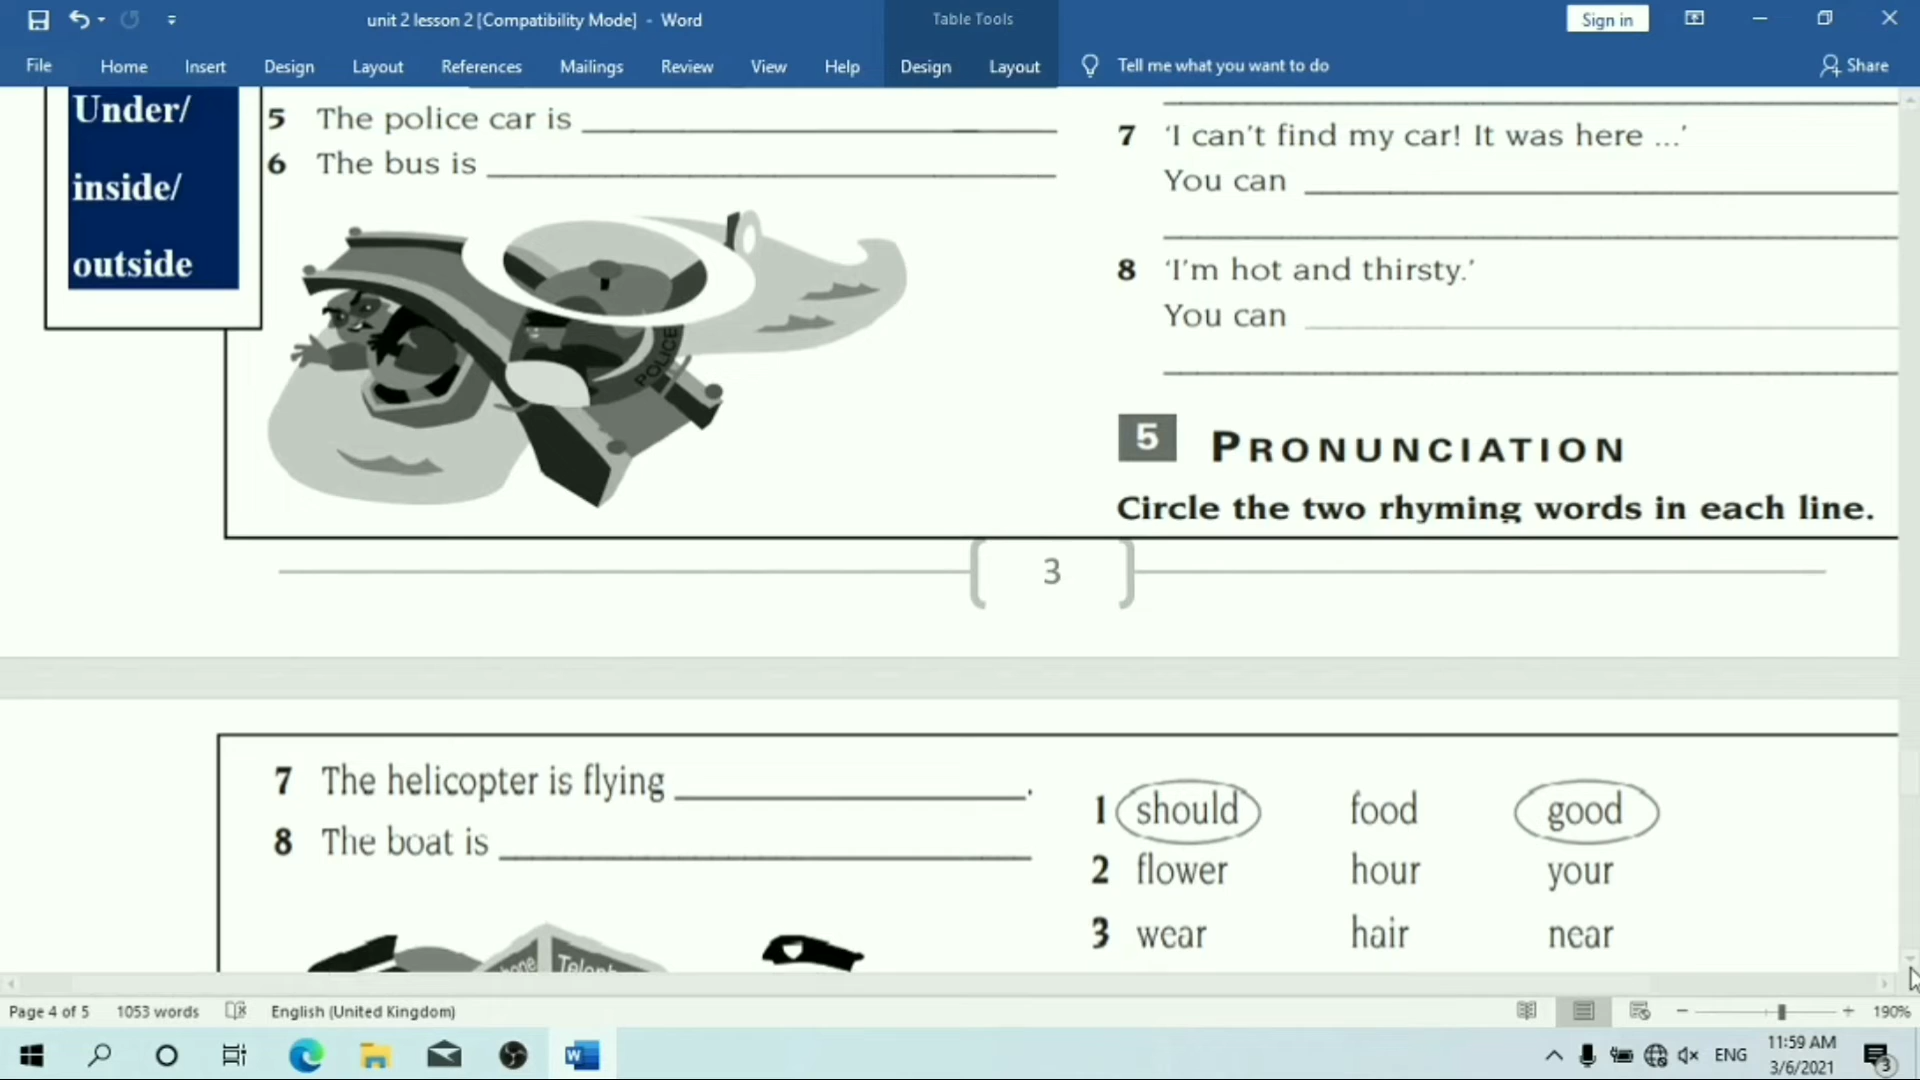 unit 2 lesson 2 [Compatibility Mode] - Word
Table Tools
Sign in
File Home Insert Design Layout References Mailings Review View Help Design Layout Tell me what you want to do Share
Under/
inside/
outside
5 The police car is
6 The bus is
POLICE
7 ‘I can’t find my car! It was here ...’
You can
8 ‘I’m hot and thirsty.’
You can
5 PRONUNCIATION
Circle the two rhyming words in each line.
3
7 The helicopter is flying .
8 The boat is
1 should food good
2 flower hour your
3 wear hair near
Page 4 of 5 1053 words English (United Kingdom) 190%
ENG 11:59 AM
3/6/2021
3